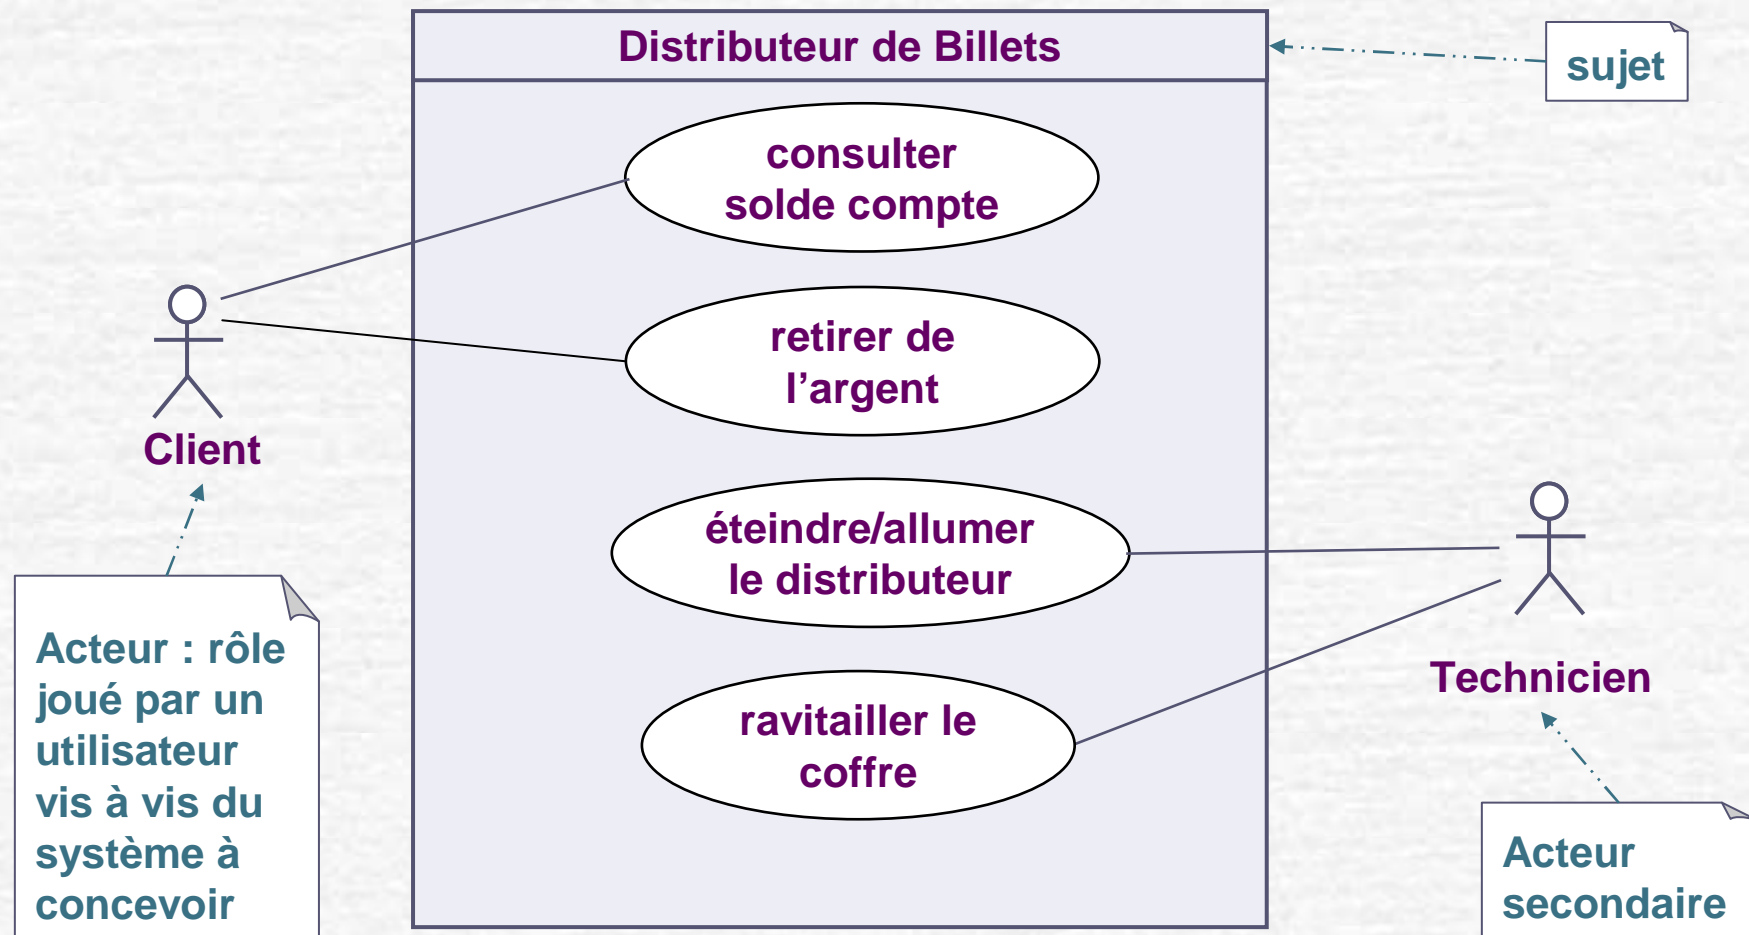 Distributeur de Billets
sujet
consulter
solde compte
retirer de
l’argent
Client
éteindre/allumer
le distributeur
Technicien
ravitailler le
coffre
Acteur : rôle
joué par un
utilisateur
vis à vis du
système à
concevoir
Acteur
secondaire